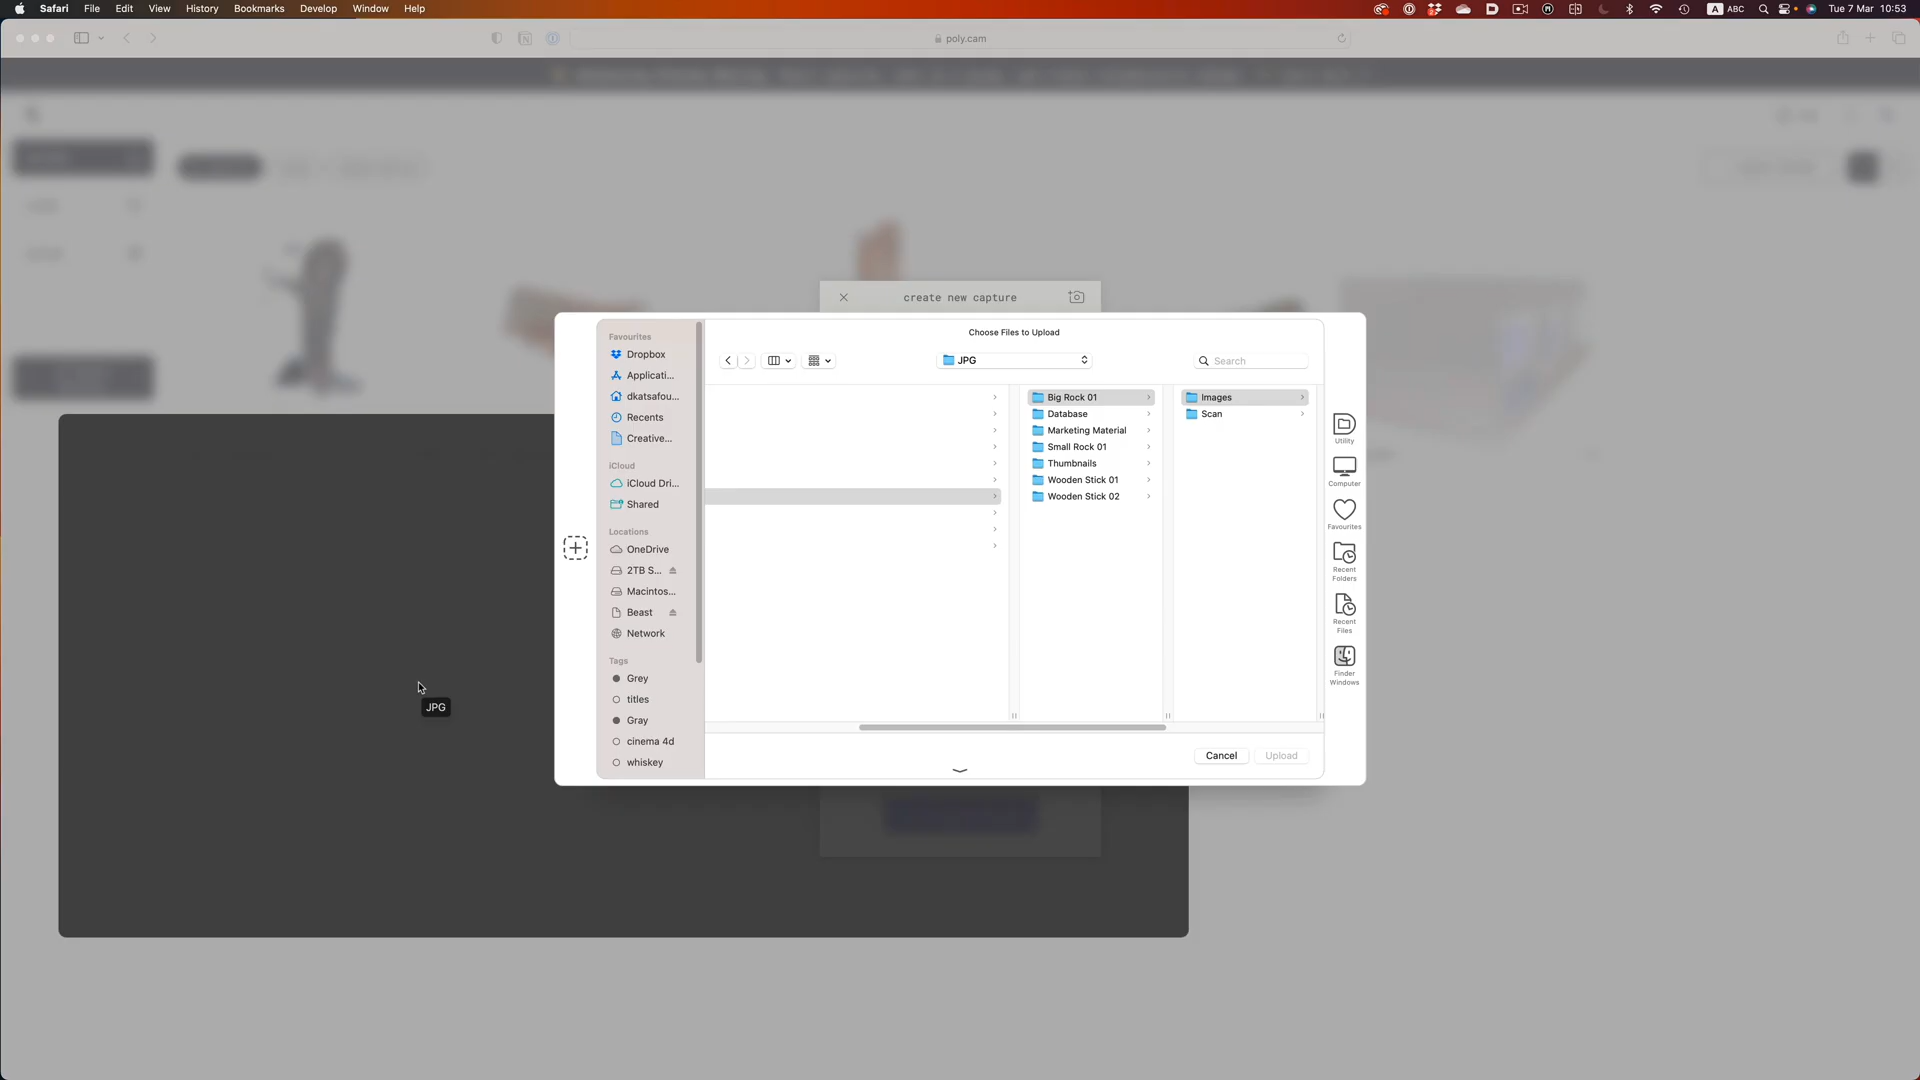 Safari File Edit View History Bookmarks Develop Window Help
ABC Tue 7 Mar 10:53
poly.cam
create new capture
Choose Files to Upload
JPG
Search
Favourites
Dropbox
Applicati...
dkatsafou...
Recents
Creative...
iCloud
iCloud Dri...
Shared
Locations
OneDrive
2TB S...
Macintos...
Beast
Network
Tags
Grey
titles
Gray
cinema 4d
whiskey
Big Rock 01
Database
Marketing Material
Small Rock 01
Thumbnails
Wooden Stick 01
Wooden Stick 02
Images
Scan
Utility
Computer
Favourites
Recent
Folders
Recent
Files
Finder
Windows
Cancel Upload
JPG